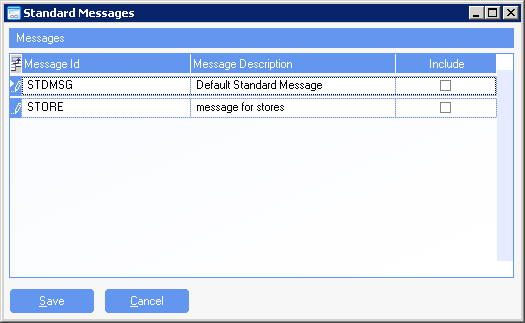 Standard Messages
Messages
Message Id Message Description Include
STDMSG Default Standard Message
STORE message for stores
Save Cancel